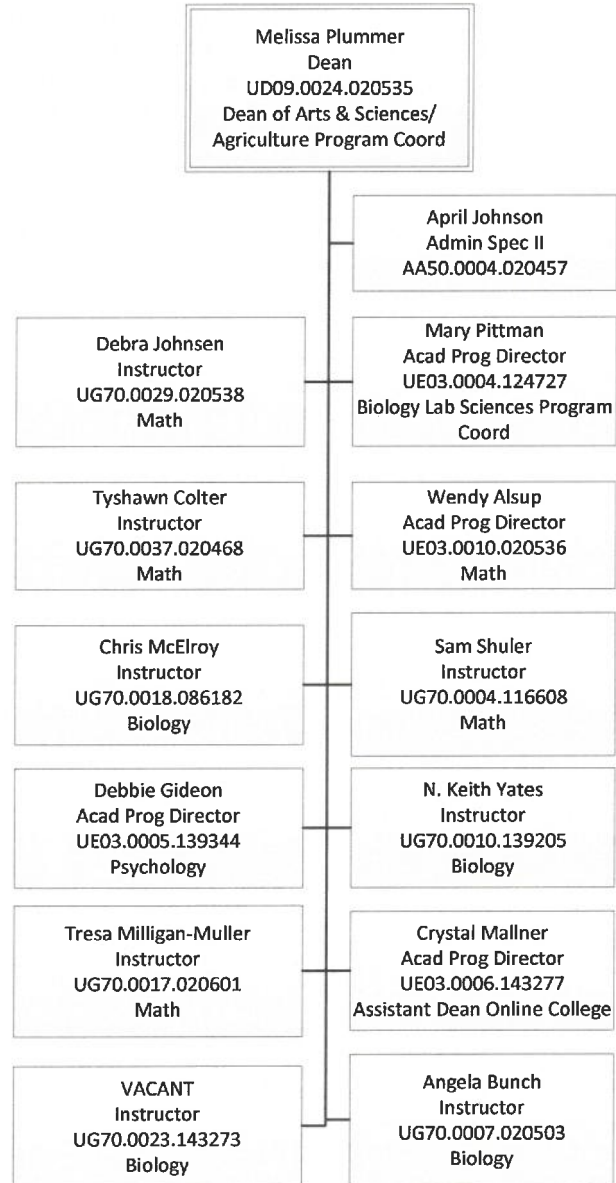 Melissa Plummer
Dean
UD09.0024.020535
Dean of Arts & Sciences/
Agriculture Program Coord
April Johnson
Admin Spec II
AA50.0004.020457
Debra Johnsen
Instructor
UG70.0029.020538
Math
Mary Pittman
Acad Prog Director
UE03.0004.124727
Biology Lab Sciences Program
Coord
Tyshawn Colter
Instructor
UG70.0037.020468
Math
Wendy Alsup
Acad Prog Director
UE03.0010.020536
Math
Chris McElroy
Instructor
UG70.0018.086182
Biology
Sam Shuler
Instructor
UG70.0004.116608
Math
Debbie Gideon
Acad Prog Director
UE03.0005.139344
Psychology
N. Keith Yates
Instructor
UG70.0010.139205
Biology
Tresa Milligan-Muller
Instructor
UG70.0017.020601
Math
Crystal Mallner
Acad Prog Director
UE03.0006.143277
Assistant Dean Online College
VACANT
Instructor
UG70.0023.143273
Biology
Angela Bunch
Instructor
UG70.0007.020503
Biology